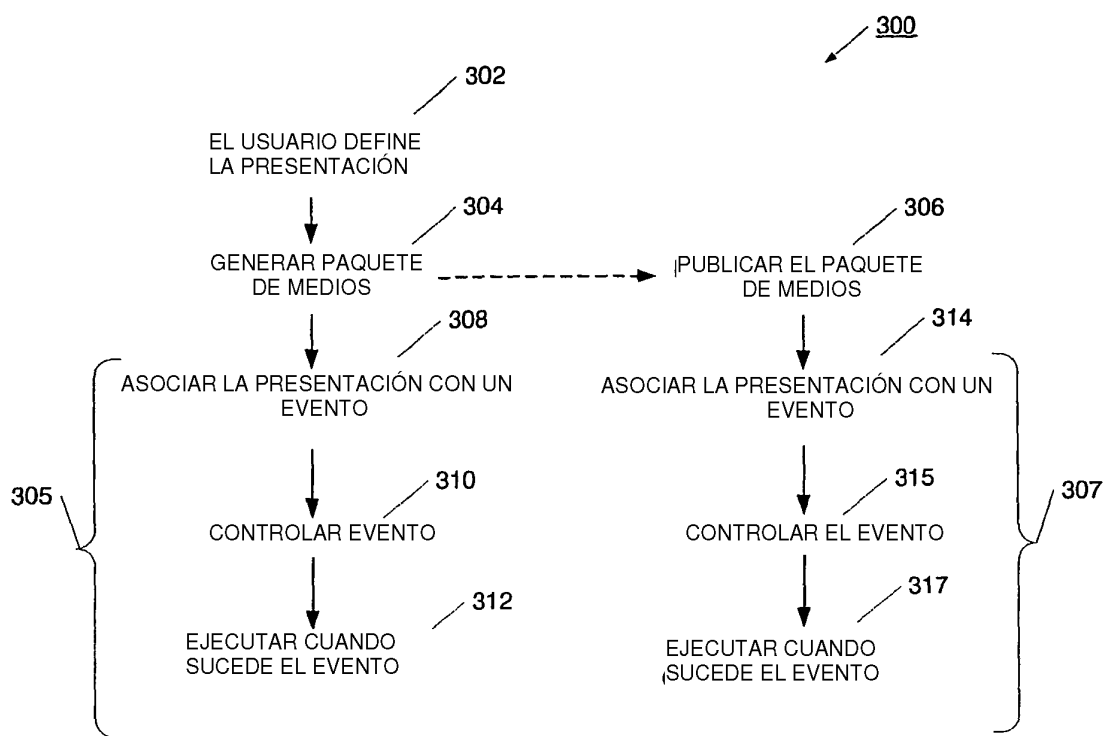 300
302
EL USUARIO DEFINE
LA PRESENTACIÓN
304
GENERAR PAQUETE
DE MEDIOS
306
PUBLICAR EL PAQUETE
DE MEDIOS
308
ASOCIAR LA PRESENTACIÓN CON UN
EVENTO
314
ASOCIAR LA PRESENTACIÓN CON UN
EVENTO
305
310
CONTROLAR EVENTO
315
CONTROLAR EL EVENTO
307
312
EJECUTAR CUANDO
SUCEDE EL EVENTO
317
EJECUTAR CUANDO
SUCEDE EL EVENTO